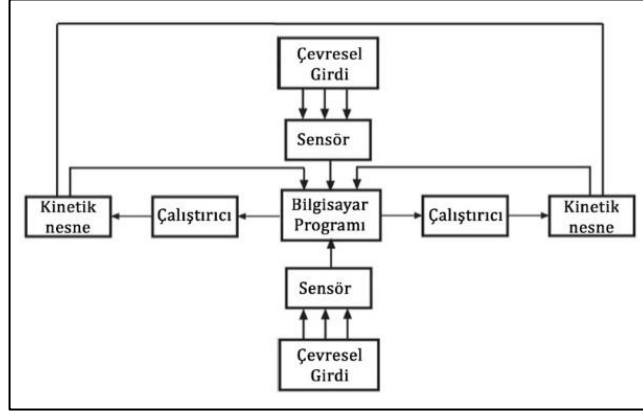 Çevresel
Girdi
Sensör
Kinetik
nesne
Çalıştırıcı
Bilgisayar
Programı
Çalıştırıcı
Kinetik
nesne
Sensör
Çevresel
Girdi